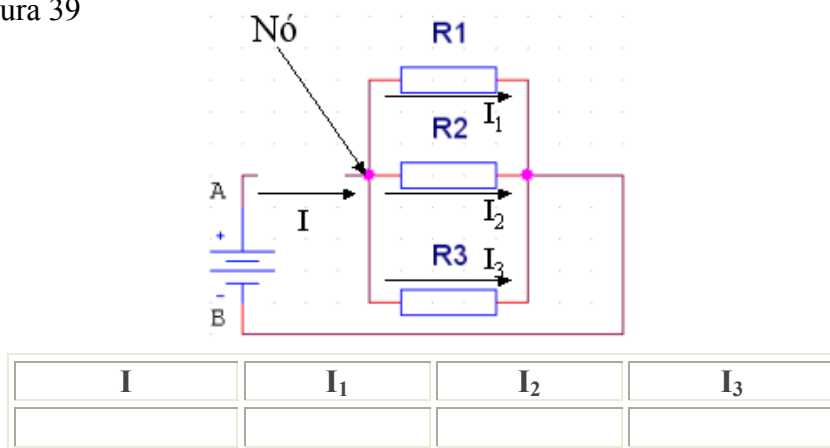 ura 39
Nó
R1
I₁
R2
A
I
I₂
+
R3 I₃
-
B
I I₁ I₂ I₃